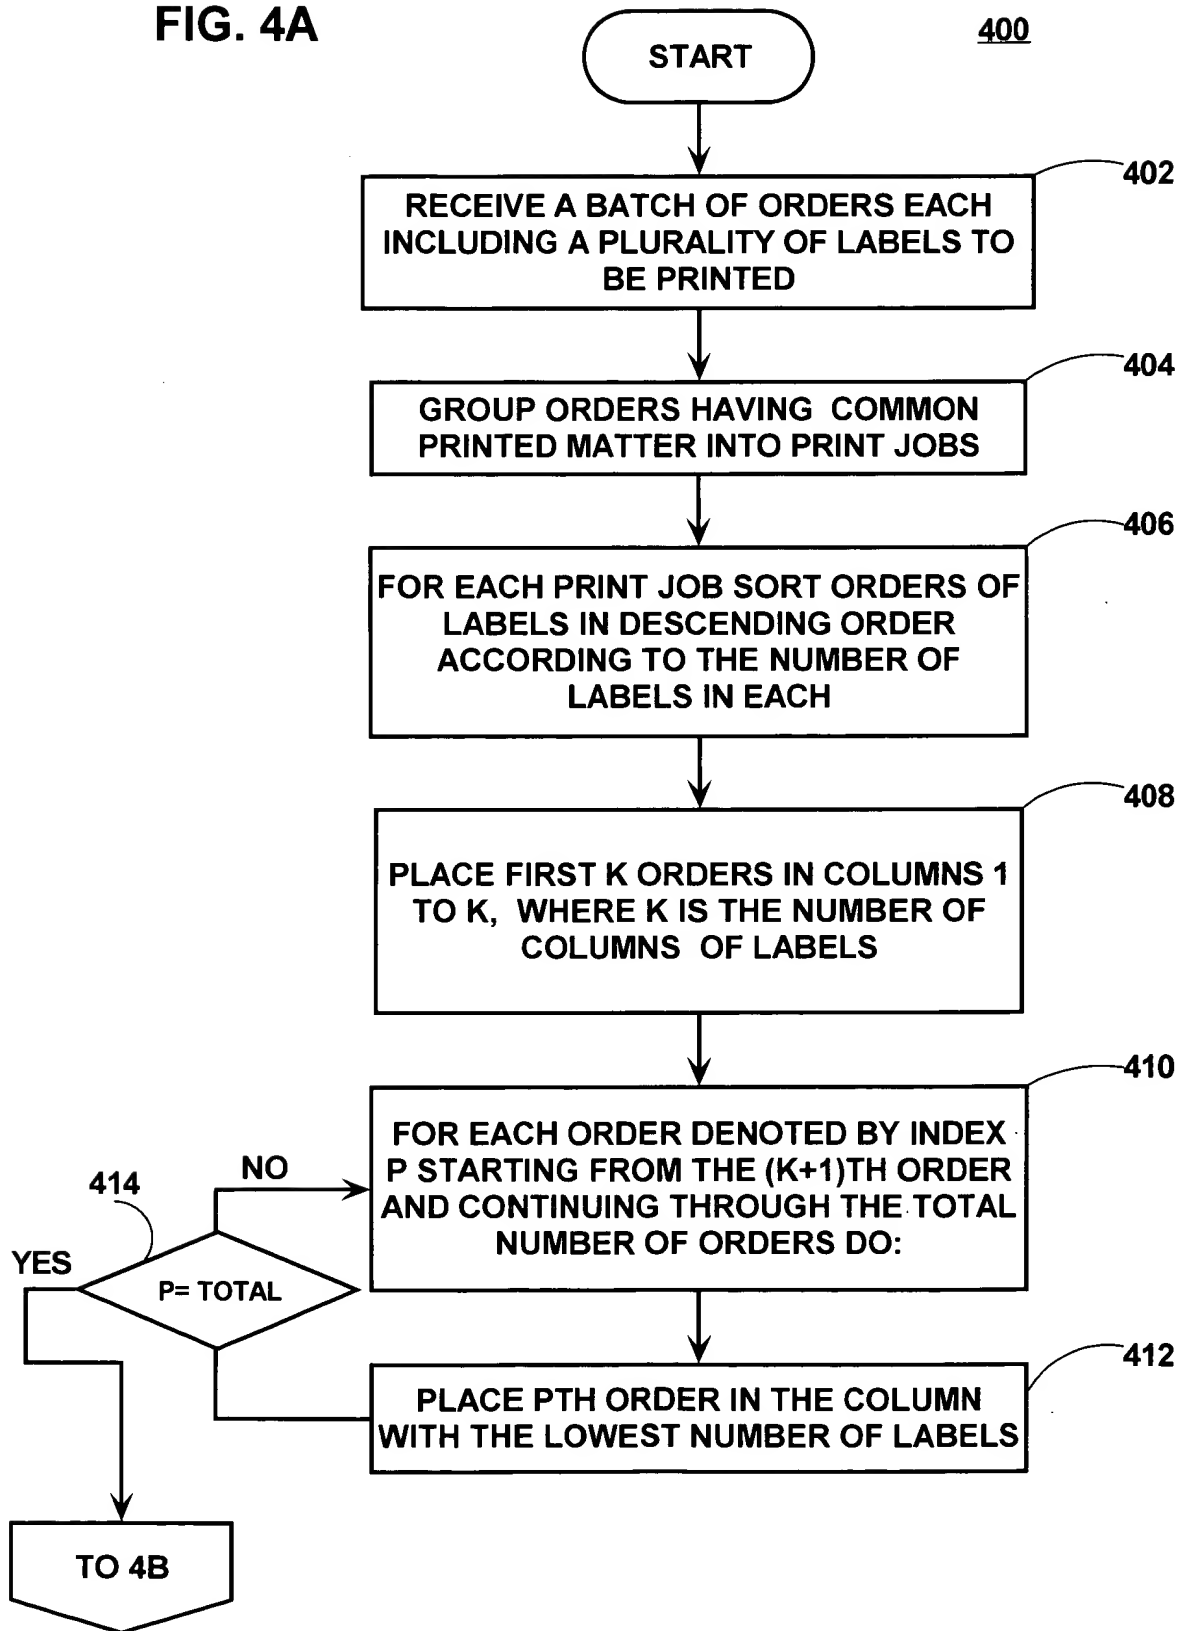 FIG. 4A
400
START
402
RECEIVE A BATCH OF ORDERS EACH
INCLUDING A PLURALITY OF LABELS TO
BE PRINTED
404
GROUP ORDERS HAVING COMMON
PRINTED MATTER INTO PRINT JOBS
406
FOR EACH PRINT JOB SORT ORDERS OF
LABELS IN DESCENDING ORDER
ACCORDING TO THE NUMBER OF
LABELS IN EACH
408
PLACE FIRST K ORDERS IN COLUMNS 1
TO K, WHERE K IS THE NUMBER OF
COLUMNS OF LABELS
410
FOR EACH ORDER DENOTED BY INDEX
P STARTING FROM THE (K+1)TH ORDER
AND CONTINUING THROUGH THE TOTAL
NUMBER OF ORDERS DO:
NO
414
YES
P= TOTAL
412
PLACE PTH ORDER IN THE COLUMN
WITH THE LOWEST NUMBER OF LABELS
TO 4B